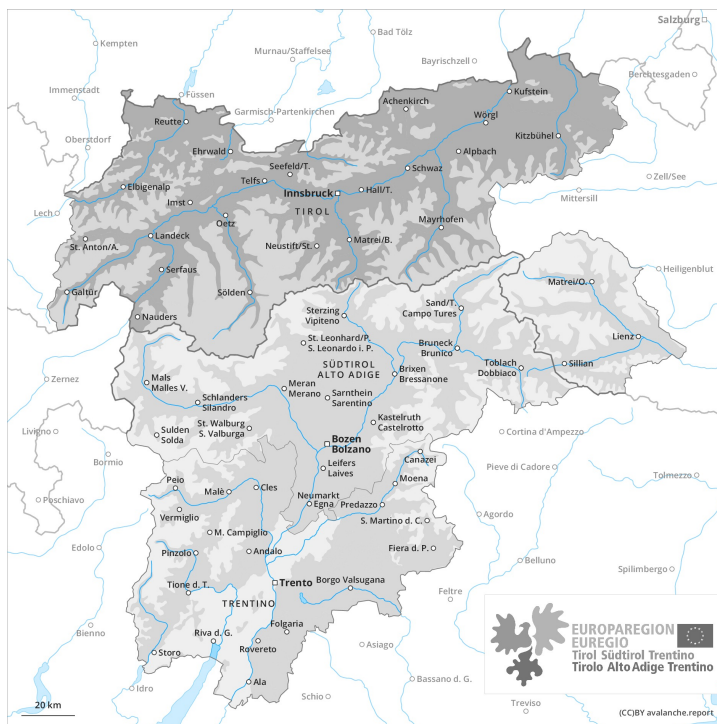 Salzburg
Bad Tölz
Kempten
Murnau/Staffelsee
Bayrischzell
Berchtesgaden
Immenstadt
Füssen
Achenkirch
Kufstein
Garmisch-Partenkirchen
Reutte
Wörgl
Kitzbühel
Oberstdorf
Ehrwald
Alpbach
Seefeld/T.
Schwaz
Telfs
Zell/See
Elbigenalp
Innsbruck
Hall/T.
Mittersill
Imst
TIROL
Lech
Oetz
Mayrhofen
Landeck
Matrei/B.
St. Anton/A.
Neustift/St.
Serfaus
Heiligenblut
Matrei/O.
Galtür
Sölden
Sand/T.
Campo Tures
Nauders
Sterzing
Vipiteno
Lienz
St. Leonhard/P.
S. Leonardo i. P.
Bruneck
Brunico
Toblach
Dobbiaco
Sillian
SÜDTIROL
ALTO ADIGE
Brixen
Bressanone
Zernez
Mals
Malles V.
Meran
Merano
Sarnthein
Sarentino
Schlanders
Silandro
St. Walburg
S. Valburga
Kastelruth
Castelrotto
Sulden
Solda
Livigno
Cortina d'Ampezzo
Bozen
Bolzano
Bormio
Canazei
Leifers
Laives
Pieve di Cadore
Tolmezzo
Peio
Malè
Cles
Moena
Neumarkt
Egna
Predazzo
Poschiavo
Vermiglio
Agordo
S. Martino d. C.
M. Campiglio
Edolo
Pinzolo
Andalo
Fiera d. P.
Belluno
Spilimbergo
Trento
Borgo Valsugana
Tione d. T.
Feltre
TRENTINO
Folgaria
Bienno
Riva d. G.
Rovereto
Asiago
Storo
Ala
Bassano d. G.
Idro
Schio
Treviso
EUROPAREGION
EUREGIO
Tirol Südtirol Trentino
Tirolo Alto Adige Trentino
20 km
(CC)BY avalanche.report